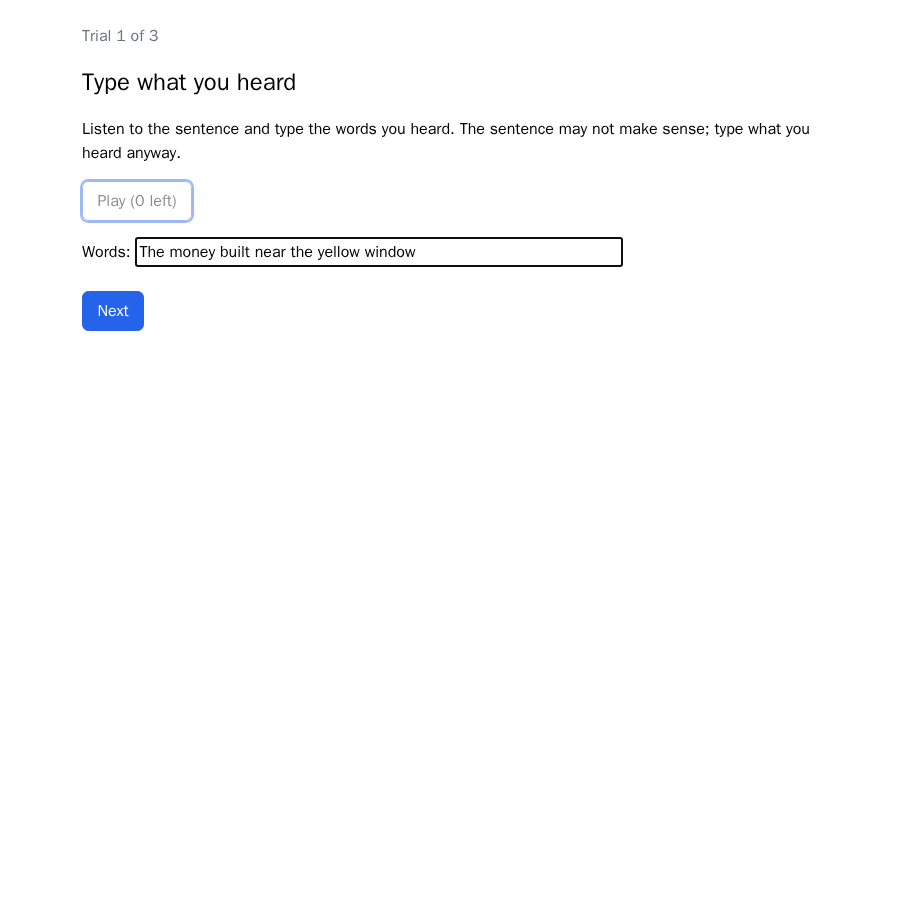 Trial 1 of 3
Type what you heard
Listen to the sentence and type the words you heard. The sentence may not make sense; type what you
heard anyway.
Play (0 left)
Words: The money built near the yellow window
Next